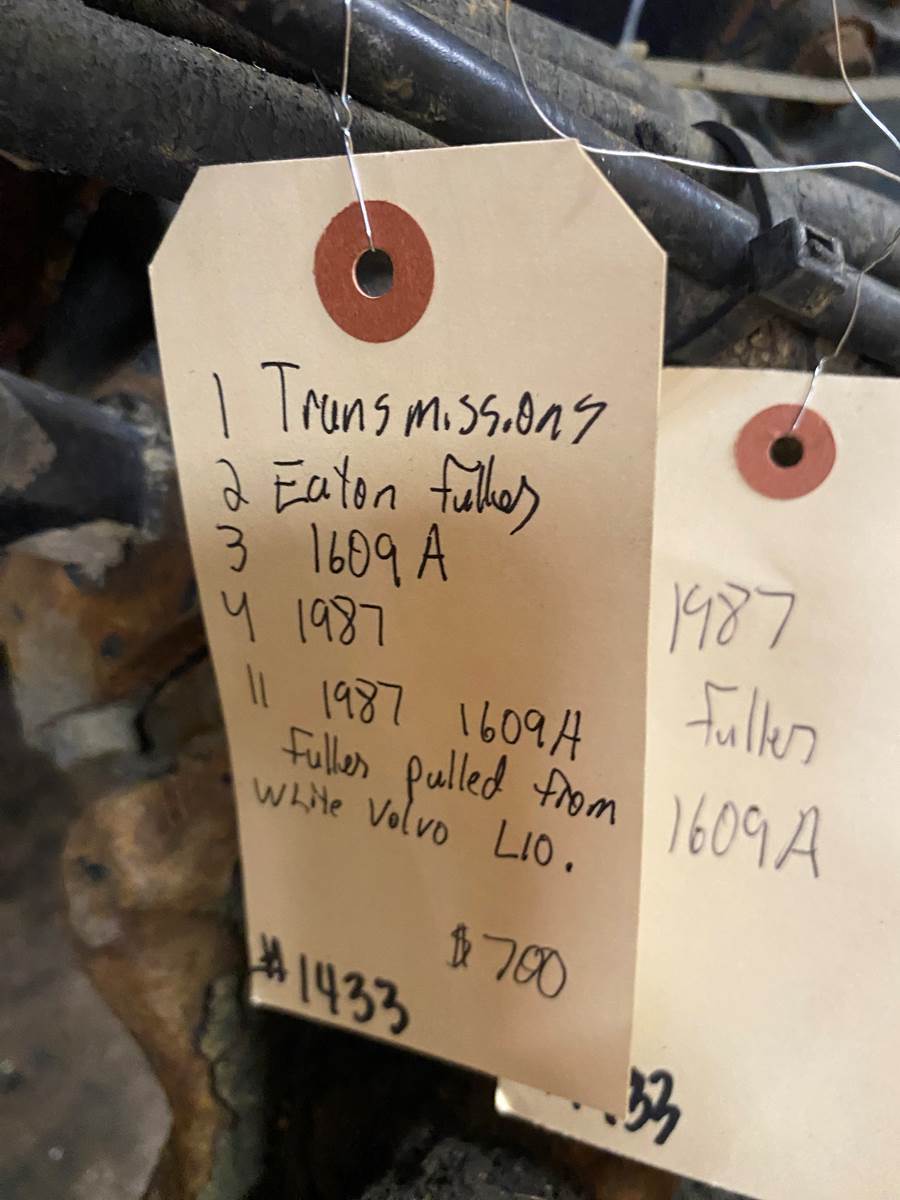 1 Transmissions
2 Eaton Fuller
3 1609A
4 1987
11 1987 1609A
Fuller pulled from
White Volvo L10.
$700
#1433
1987
Fuller
1609A
33